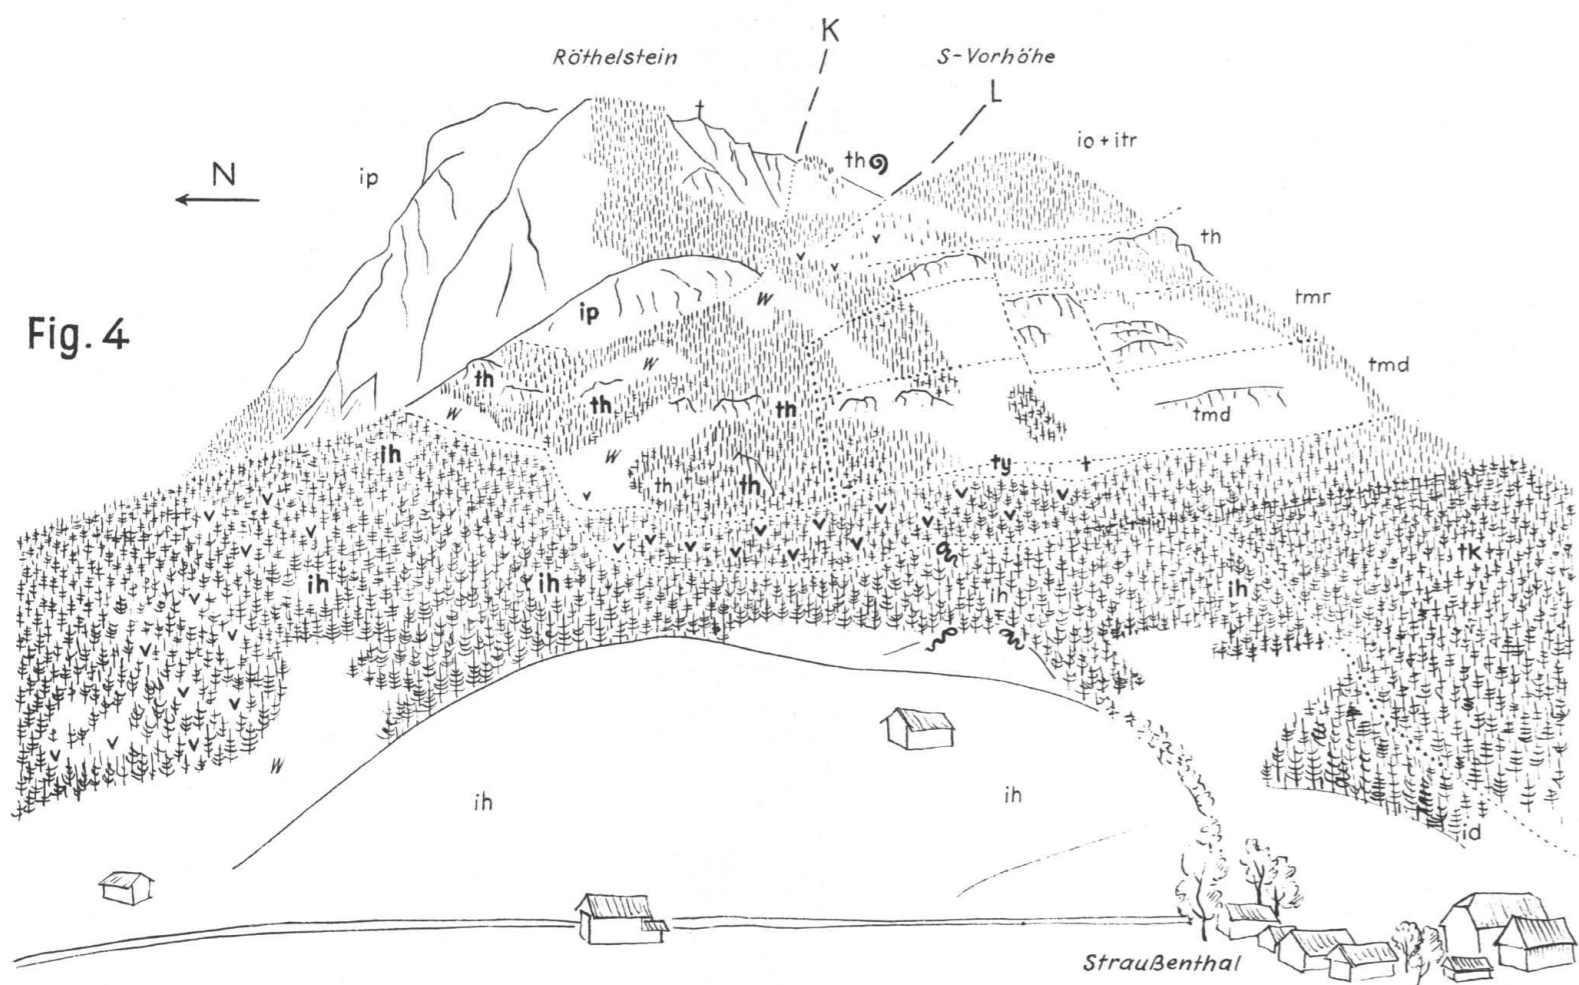 K
Röthelstein
S-Vorhöhe
L
t
io + itr
th
N
ip
th
tmr
ip
w
Fig. 4
w
th
tmd
th
w
th
tmd
ih
w
ty
t
th
th
v
v
v
v
v
v
v
v
v
tk
ih
ih
ih
ih
w
ih
ih
id
Straußenthal